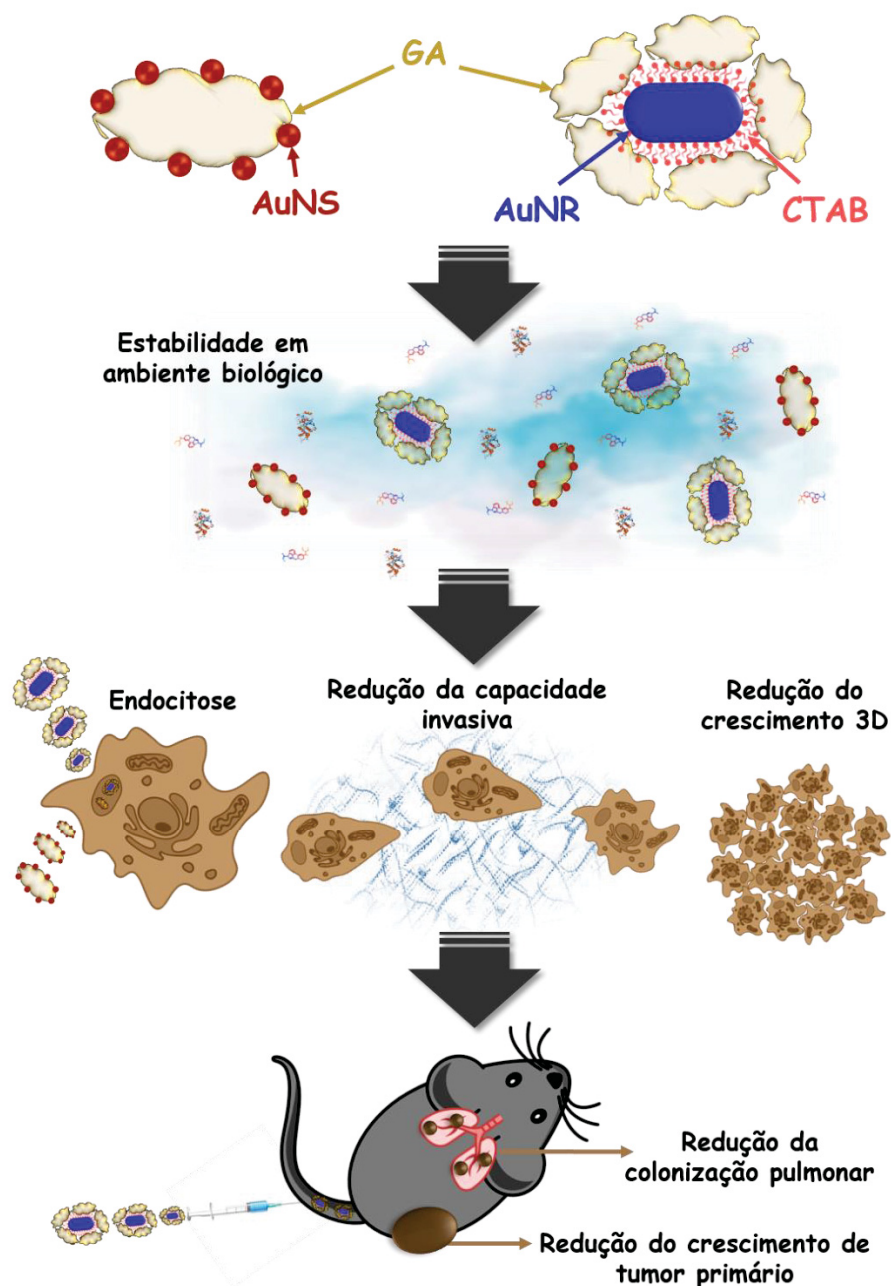 GA
AuNS
AuNR
CTAB
Estabilidade em
ambiente biológico
Endocitose
Redução da capacidade
invasiva
Redução do
crescimento 3D
Redução da
colonização pulmonar
Redução do crescimento de
tumor primário